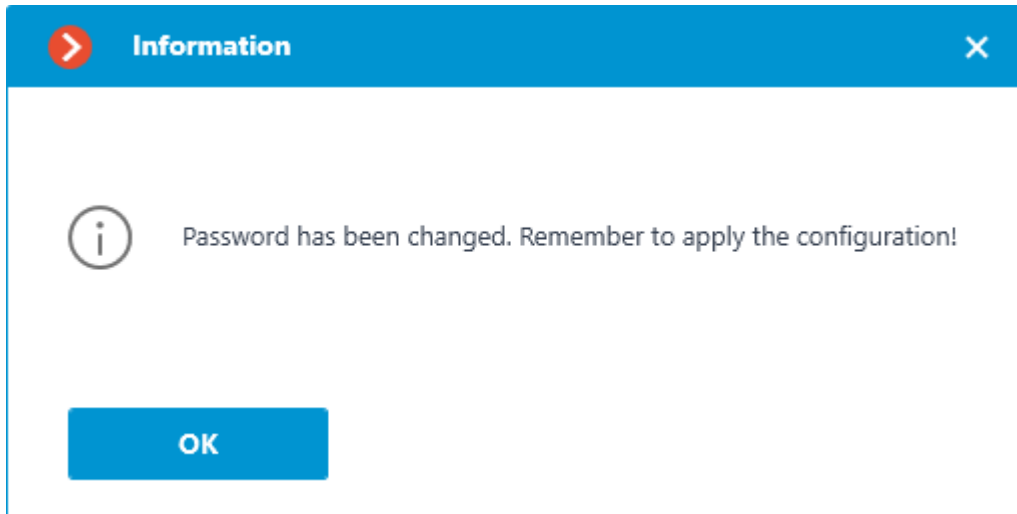 Information
Password has been changed. Remember to apply the configuration!
OK